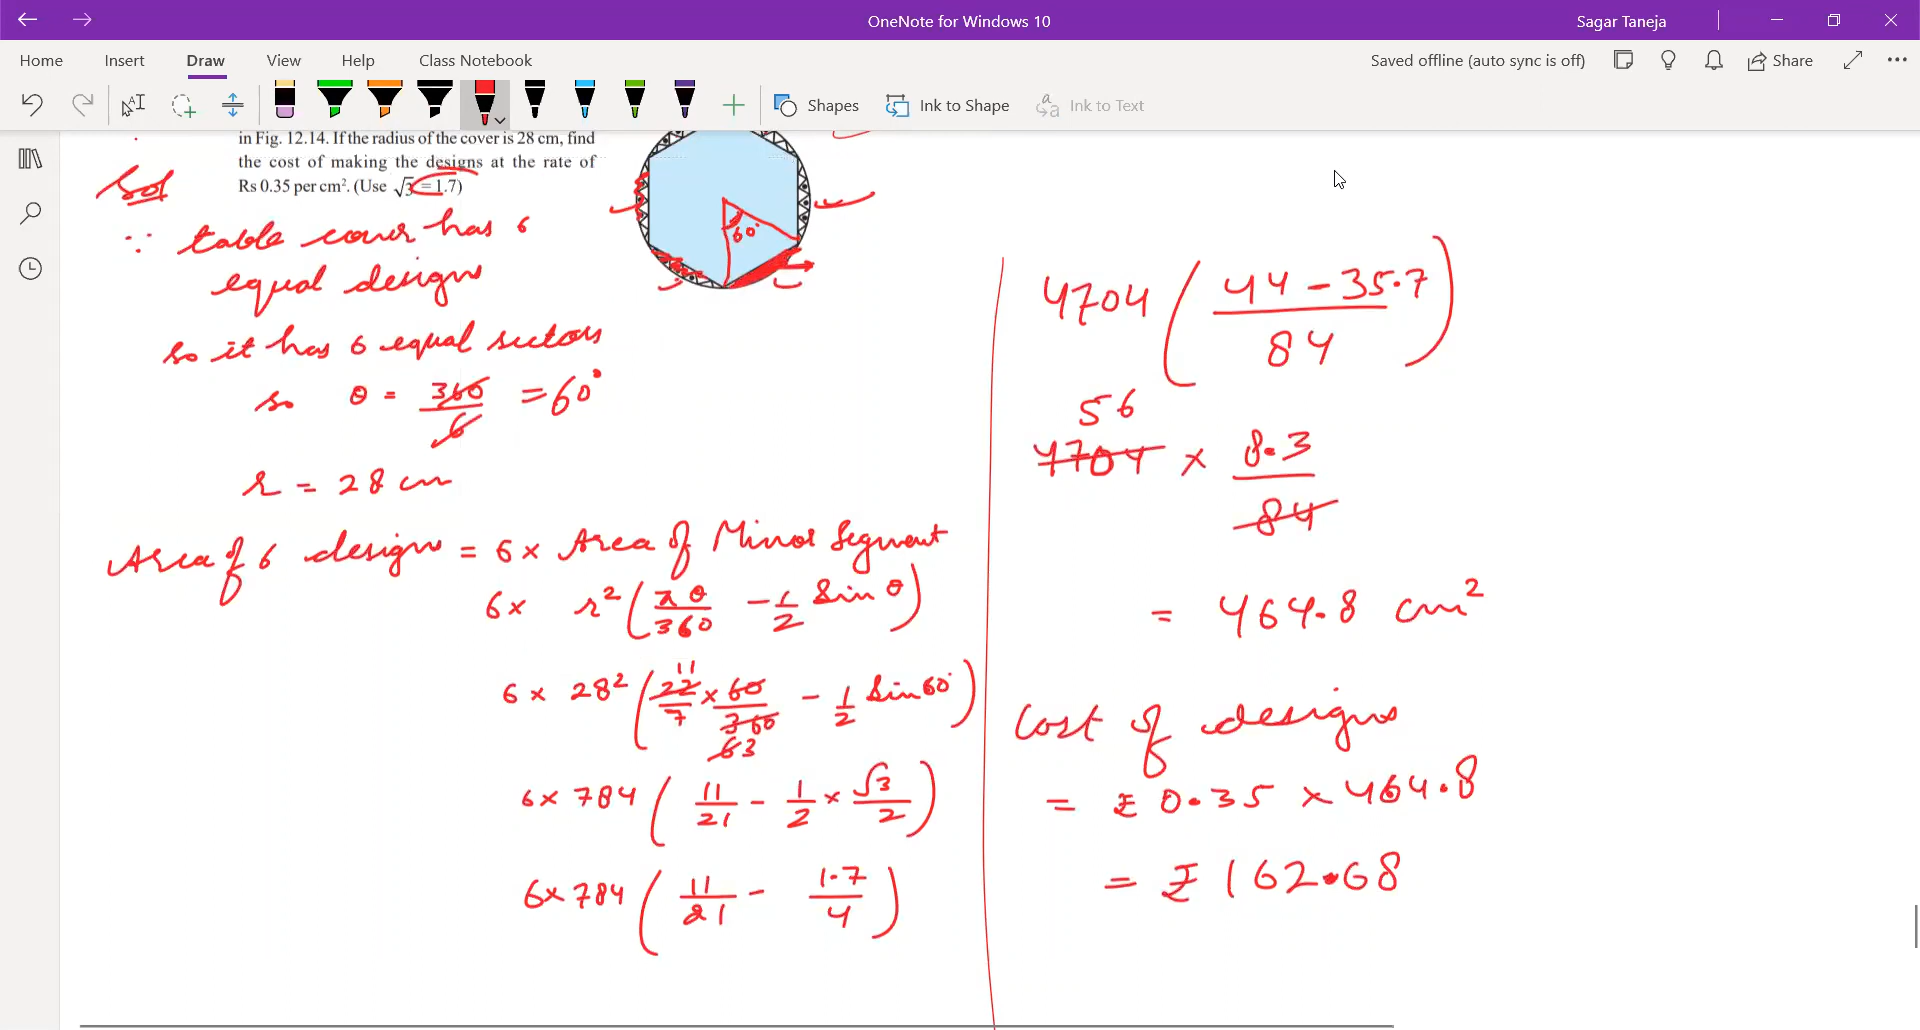 OneNote for Windows 10
Sagar Taneja
Home Insert Draw View Help Class Notebook
Saved offline (auto sync is off) Share
Shapes Ink to Shape Ink to Text
in Fig. 12.14. If the radius of the cover is 28 cm, find
the cost of making the designs at the rate of
Rs 0.35 per cm². (Use √3 = 1.7)
Sol
∵ table cover has 6
equal designs
60°
so it has 6 equal sectors
so θ = 360/6 = 60°
r = 28 cm
Area of 6 designs = 6 × Area of Minor Segment
6 × r² (πθ/360 - 1/2 Sin θ)
6 × 28² (22/7 × 60/360 - 1/2 Sin 60°)
11
63
6 × 784 (11/21 - 1/2 × √3/2)
6 × 784 (11/21 - 1.7/4)
4704 (44 - 35.7/84)
56
4704 × 8.3/84
= 464.8 cm²
Cost of designs
= ₹ 0.35 × 464.8
= ₹ 162.68